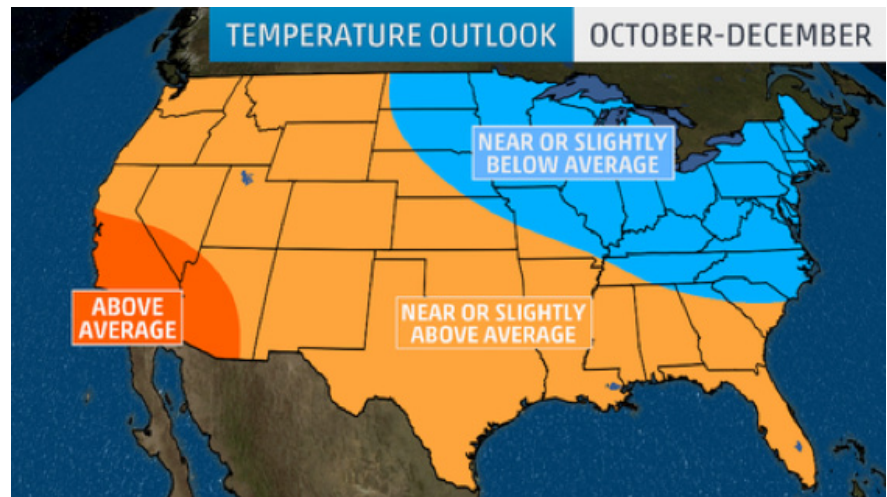 TEMPERATURE OUTLOOK OCTOBER-DECEMBER
NEAR OR SLIGHTLY
BELOW AVERAGE
ABOVE
AVERAGE
NEAR OR SLIGHTLY
ABOVE AVERAGE